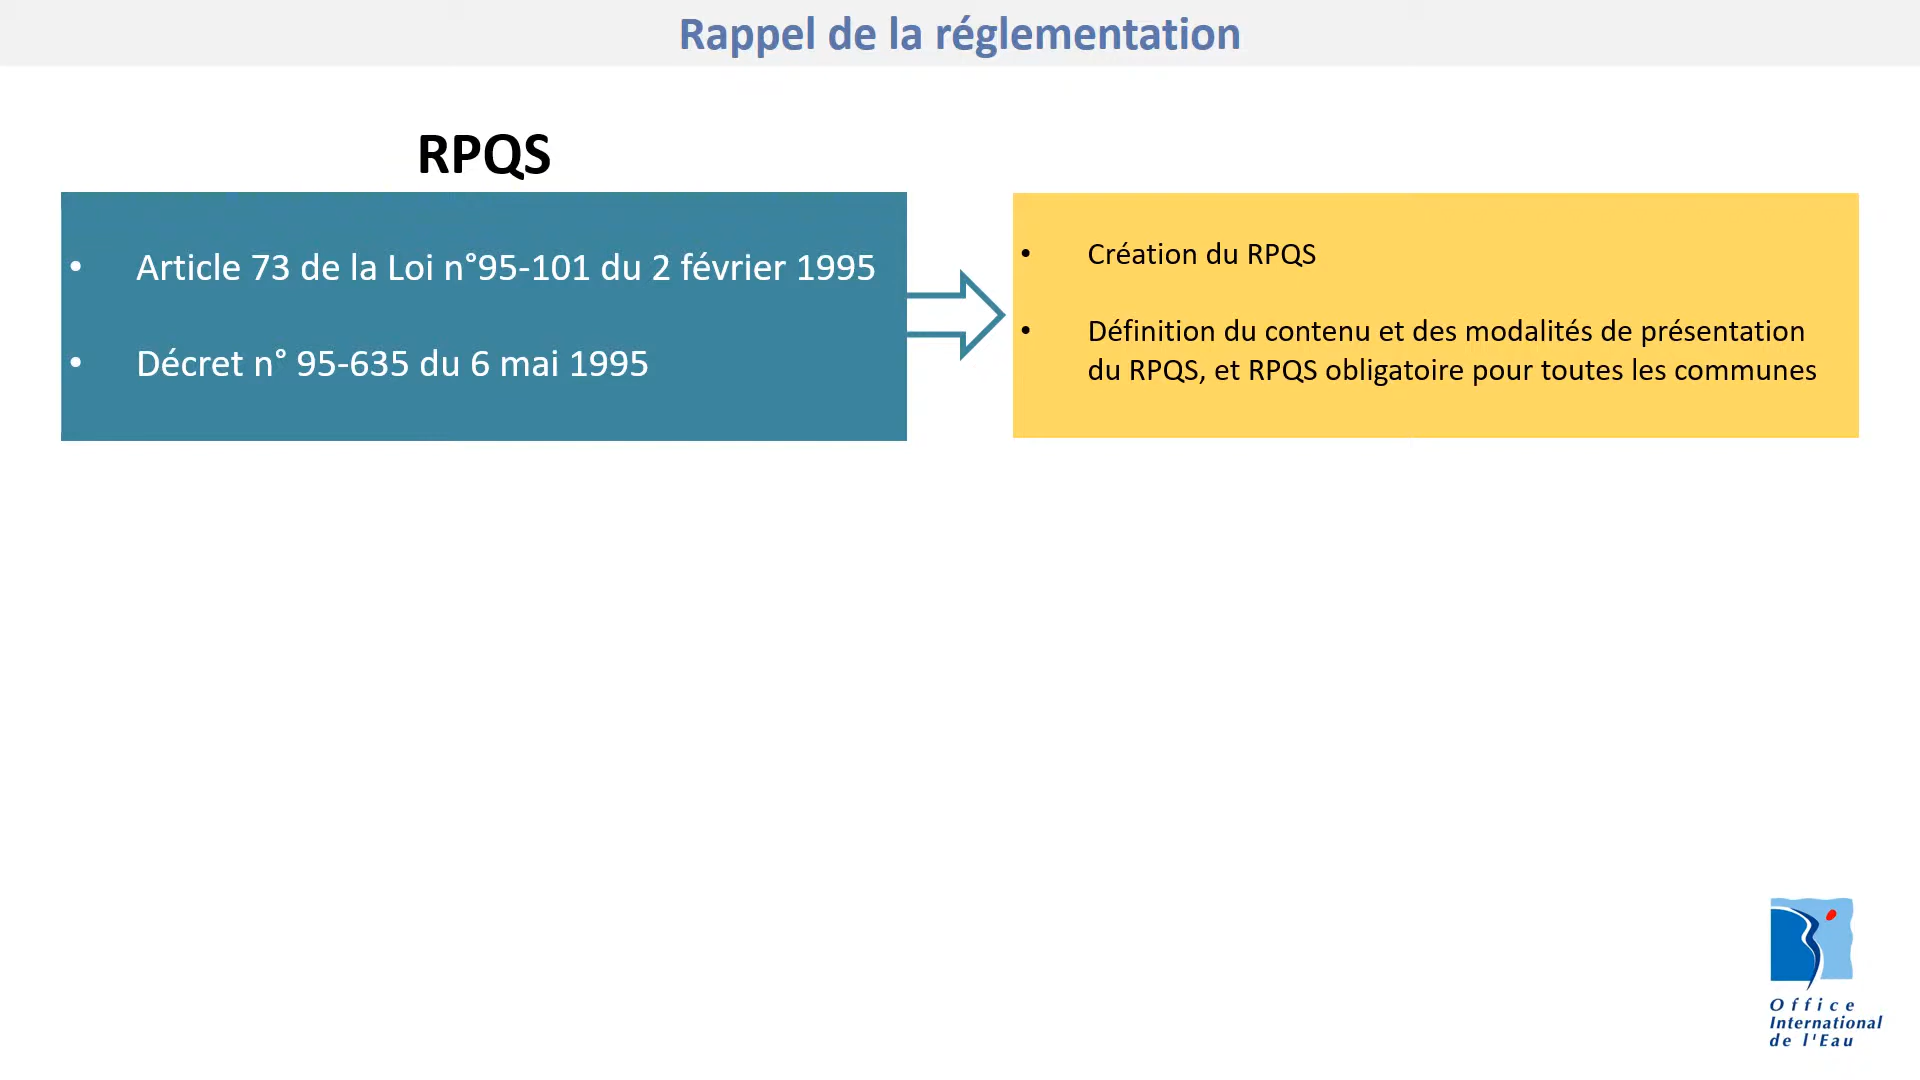 Rappel de la réglementation
RPQS
• Article 73 de la Loi n°95-101 du 2 février 1995
• Décret n° 95-635 du 6 mai 1995
• Création du RPQS
• Définition du contenu et des modalités de présentation
du RPQS, et RPQS obligatoire pour toutes les communes
Office
International
de l'Eau